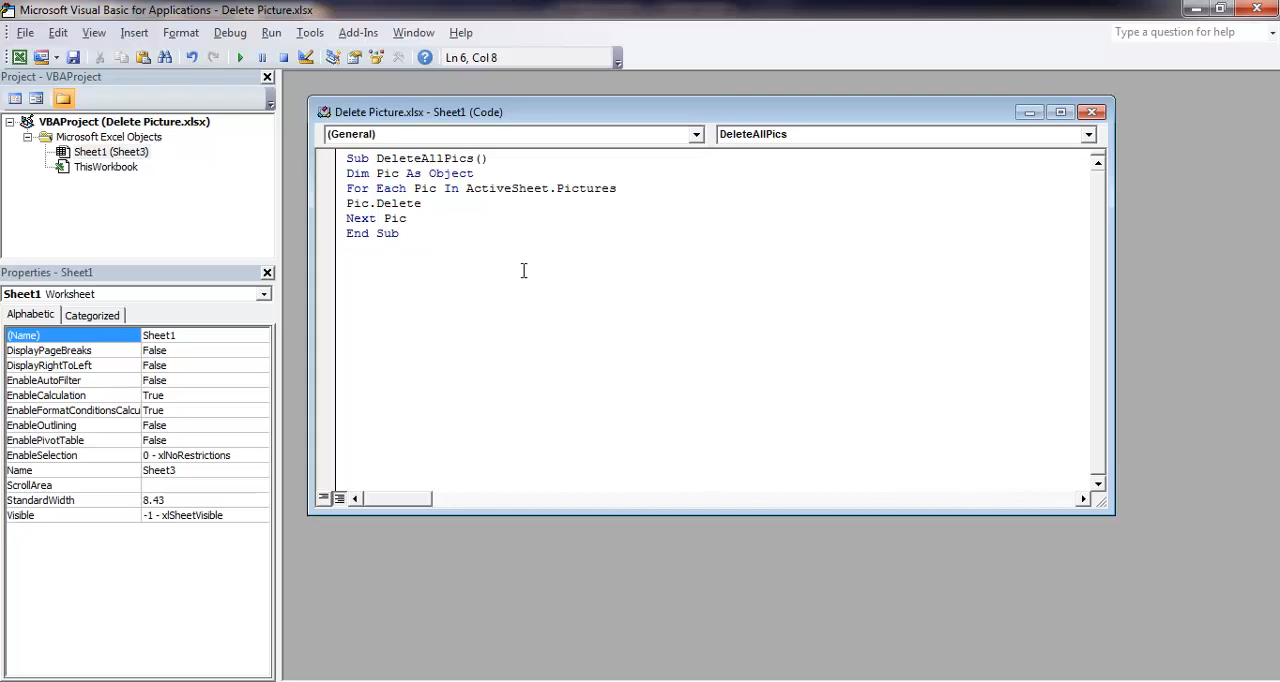 Microsoft Visual Basic for Applications - Delete Picture.xlsx
File Edit View Insert Format Debug Run Tools Add-Ins Window Help
Type a question for help
Ln 6, Col 8
Project - VBAProject
VBAProject (Delete Picture.xlsx)
Microsoft Excel Objects
Sheet1 (Sheet3)
ThisWorkbook
Properties - Sheet1
Sheet1 Worksheet
Alphabetic Categorized
(Name) Sheet1
DisplayPageBreaks False
DisplayRightToLeft False
EnableAutoFilter False
EnableCalculation True
EnableFormatConditionsCalcu True
EnableOutlining False
EnablePivotTable False
EnableSelection 0 - xlNoRestrictions
Name Sheet3
ScrollArea
StandardWidth 8.43
Visible -1 - xlSheetVisible
Delete Picture.xlsx - Sheet1 (Code)
(General) DeleteAllPics
Sub DeleteAllPics()
Dim Pic As Object
For Each Pic In ActiveSheet.Pictures
Pic.Delete
Next Pic
End Sub